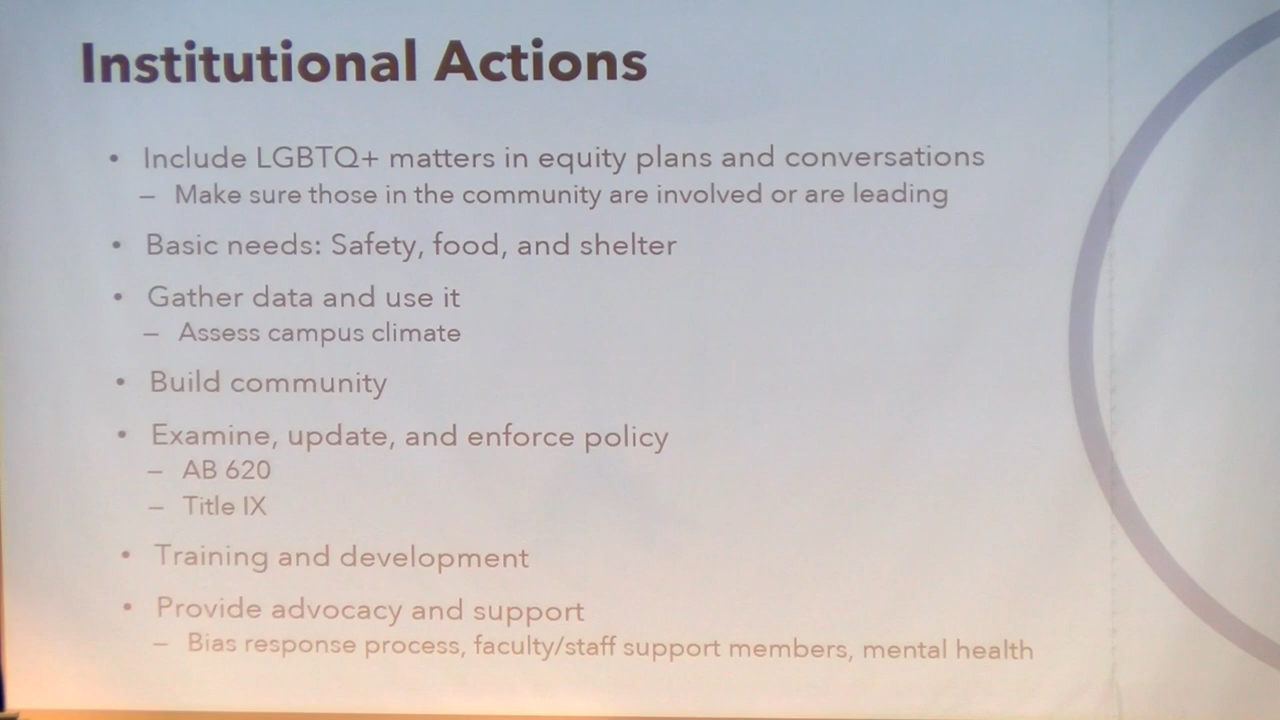 Institutional Actions
• Include LGBTQ+ matters in equity plans and conversations
– Make sure those in the community are involved or are leading
• Basic needs: Safety, food, and shelter
• Gather data and use it
– Assess campus climate
• Build community
• Examine, update, and enforce policy
– AB 620
– Title IX
• Training and development
• Provide advocacy and support
– Bias response process, faculty/staff support members, mental health